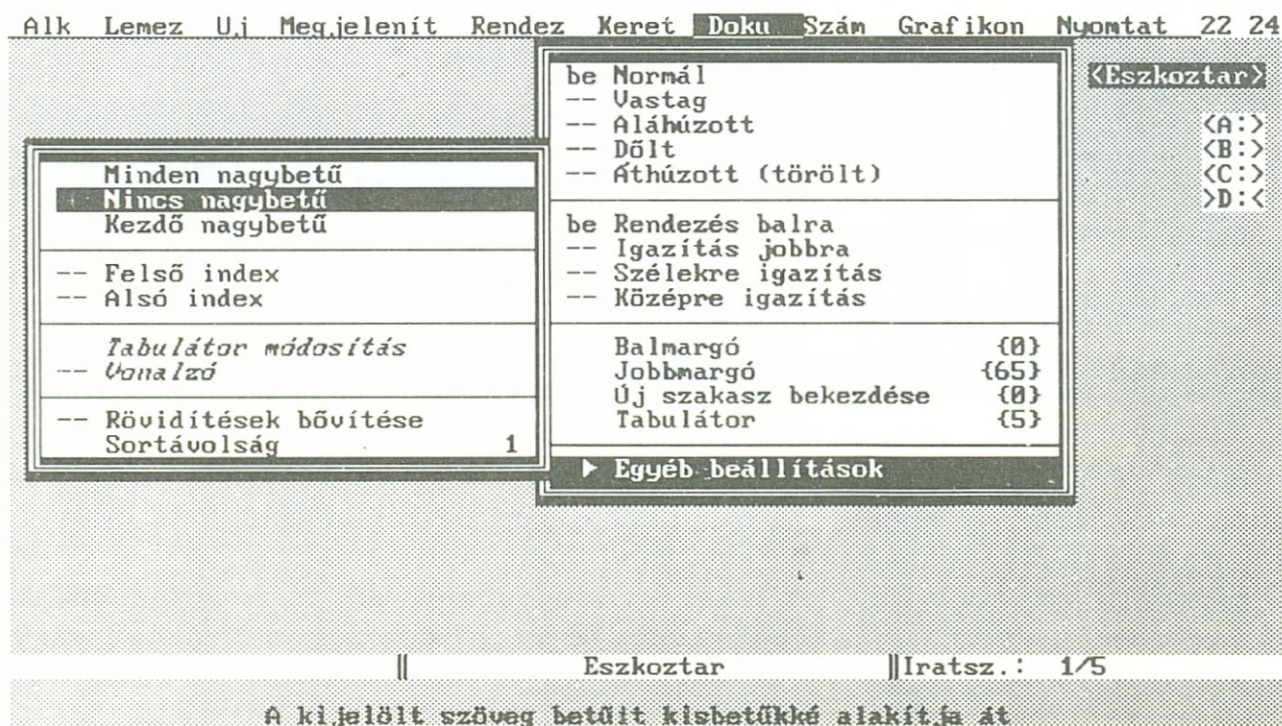 Alk Lemez Uj Megjelenít Rendez Keret Doku Szám Grafikon Nyomtat 22 24
<Eszkoztar>
<A:>
<B:>
<C:>
>D:<
be Normál
-- Vastag
-- Aláhúzott
-- Dőlt
-- Áthúzott (törölt)
be Rendezés balra
-- Igazítás jobbra
-- Szélekre igazítás
-- Középre igazítás
Balmargó {0}
Jobbmargó {65}
Új szakasz bekezdése {0}
Tabulátor {5}
► Egyéb beállítások
Minden nagybetű
Nincs nagybetű
Kezdő nagybetű
-- Felső index
-- Alsó index
Tabulátor módosítás
-- Vonalzó
-- Rövidítések bővítése
Sortávolság 1
Eszkoztar
Iratsz.: 1/5
A kijelölt szöveg betűit kisbetűkké alakítja át